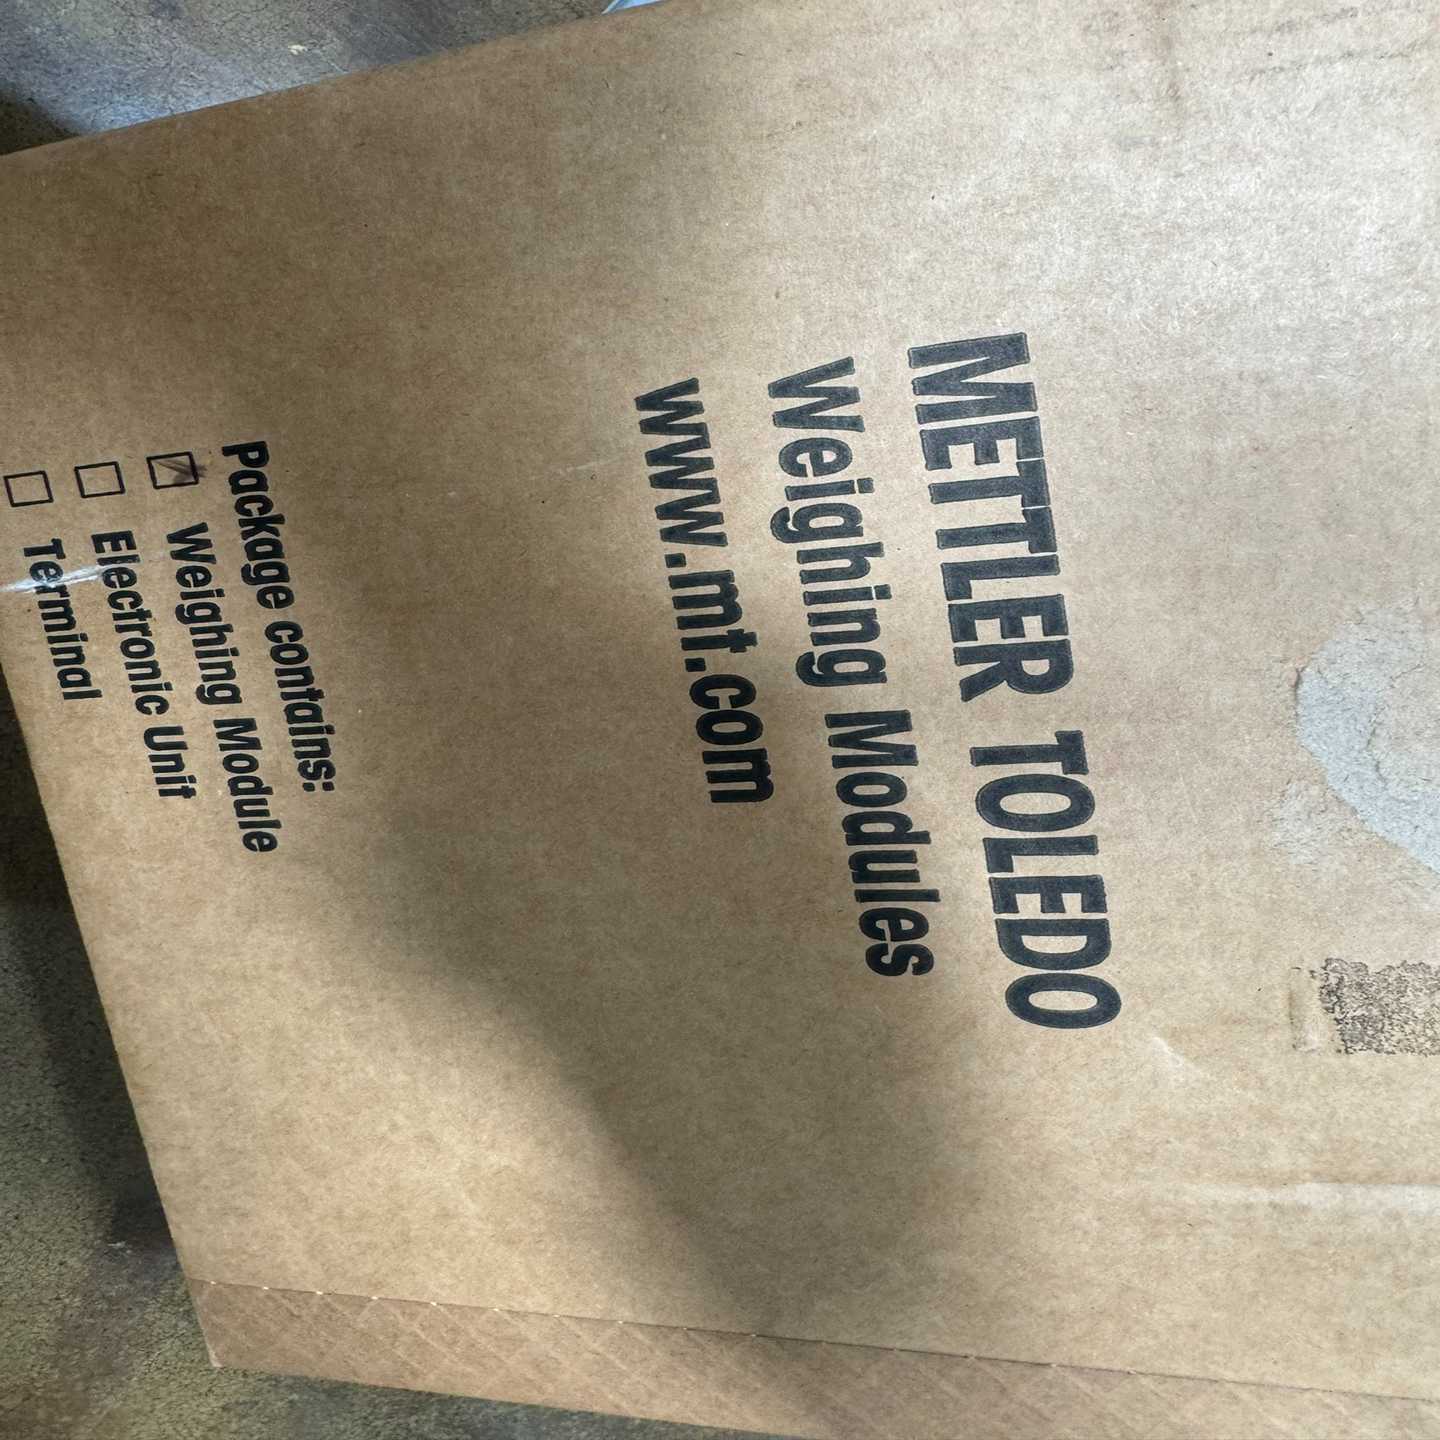 METTLER TOLEDO
Weighing Modules
www.mt.com
Package contains:
Weighing Module
Electronic Unit
Terminal